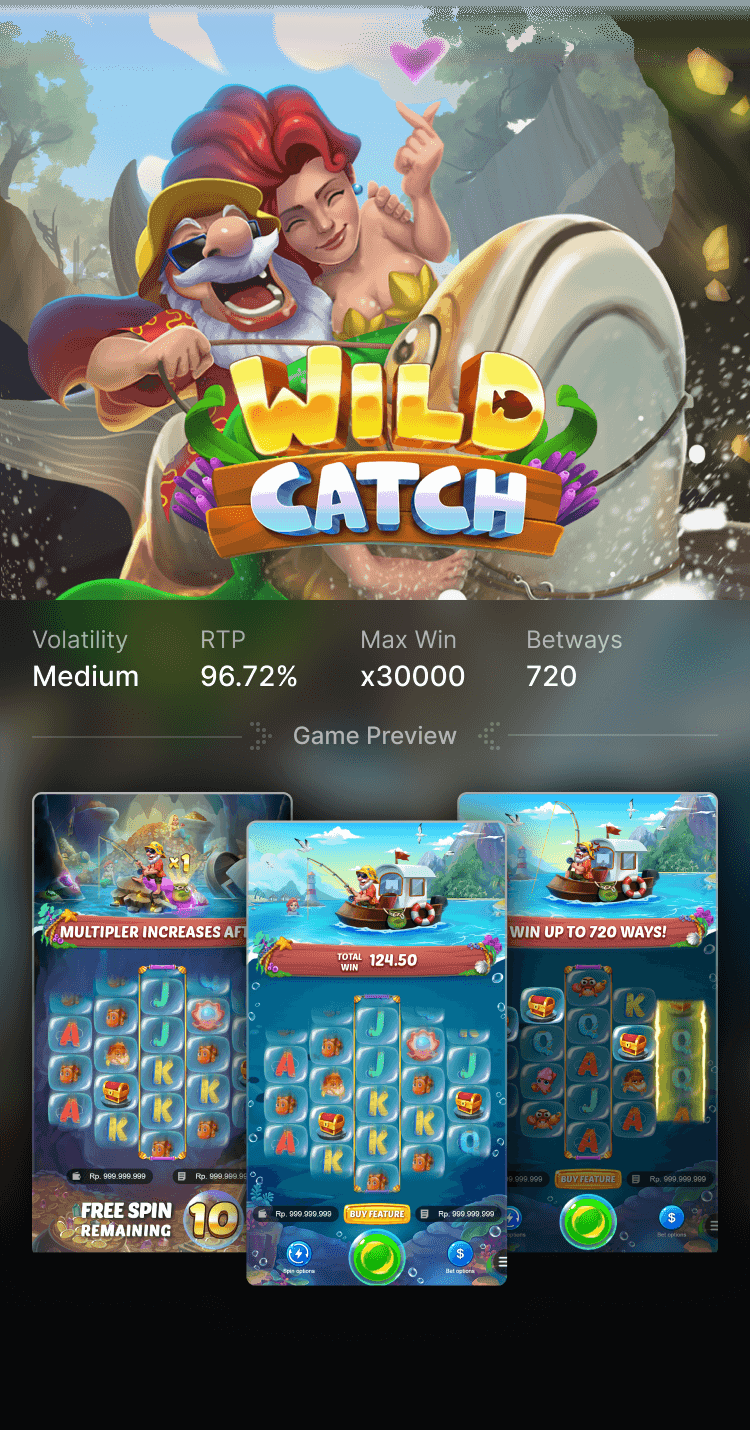 WILD
CATCH
Volatility RTP Max Win Betways
Medium 96.72% x30000 720
Game Preview
x1
MULTIPLER INCREASES AFT
TOTAL WIN 124.50
WIN UP TO 720 WAYS!
J
J
A
K
K
A
K
K
K
J
A
J
J
K
K
A
K
K
Q
K
Q
Q
A
Q
Q
J
A
A
A
Rp. 999.999.999 Rp. 999.999.9
FREE SPIN
REMAINING
10
Rp. 999.999.999 BUY FEATURE Rp. 999.999.999
Spin options Bet options
$
9.999.999 BUY FEATURE Rp. 999.999.999
options Bet options
$